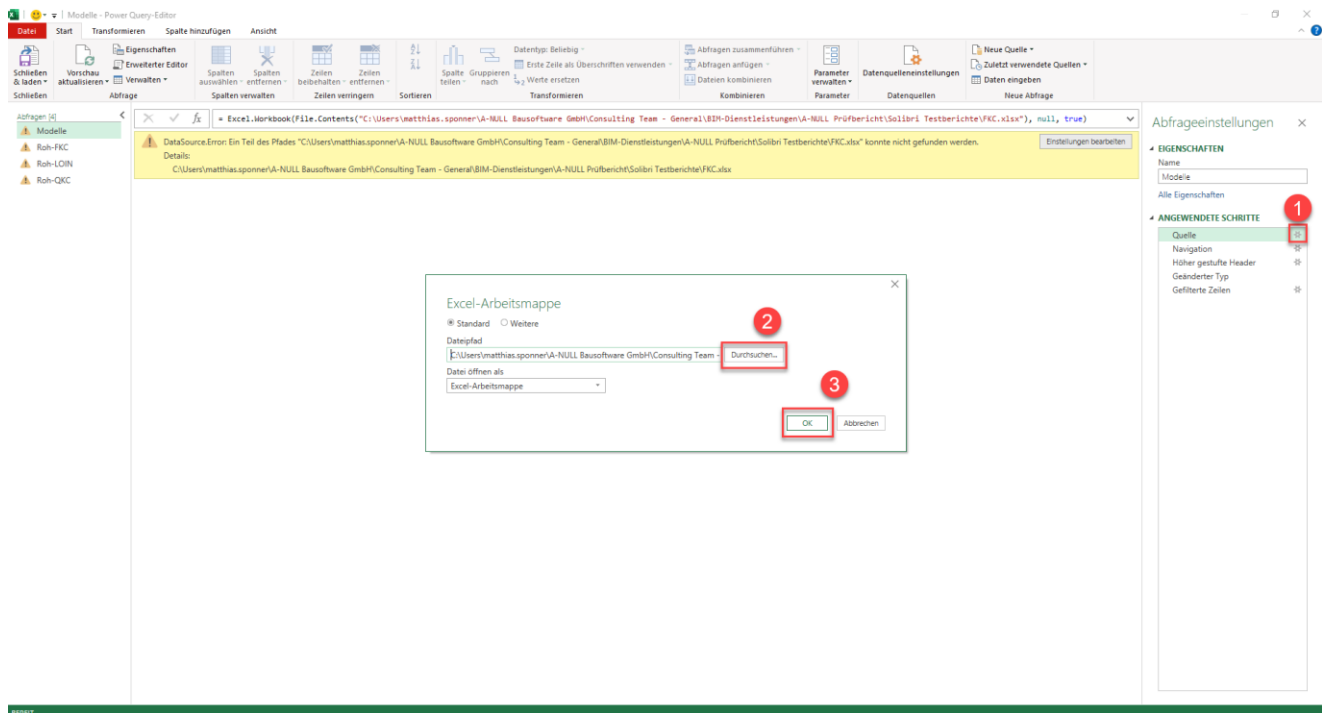 Modelle - Power Query-Editor
Datei Start Transformieren Spalte hinzufügen Ansicht
Schließen & laden
Vorschau aktualisieren
Eigenschaften
Erweiterter Editor
Verwalten
Spalten auswählen
Spalten entfernen
Zeilen beibehalten
Zeilen entfernen
Spalte teilen
Gruppieren nach
Datentyp: Beliebig
Erste Zeile als Überschriften verwenden
Werte ersetzen
Abfragen zusammenführen
Abfragen anfügen
Dateien kombinieren
Parameter verwalten
Datenquelleneinstellungen
Neue Quelle
Zuletzt verwendete Quellen
Daten eingeben
Schließen Abfrage Spalten verwalten Zeilen verringern Sortieren Transformieren Kombinieren Parameter Datenquellen Neue Abfrage
Abfragen [4]
Modelle
Roh-FKC
Roh-LOIN
Roh-QKC
fx = Excel.Workbook(File.Contents("C:\Users\matthias.sponner\A-NULL Bausoftware GmbH\Consulting Team - General\BIM-Dienstleistungen\A-NULL Prüfbericht\Solibri Testberichte\FKC.xlsx"), null, true)
DataSource.Error: Ein Teil des Pfades "C:\Users\matthias.sponner\A-NULL Bausoftware GmbH\Consulting Team - General\BIM-Dienstleistungen\A-NULL Prüfbericht\Solibri Testberichte\FKC.xlsx" konnte nicht gefunden werden.
Einstellungen bearbeiten
Details:
C:\Users\matthias.sponner\A-NULL Bausoftware GmbH\Consulting Team - General\BIM-Dienstleistungen\A-NULL Prüfbericht\Solibri Testberichte\FKC.xlsx
Excel-Arbeitsmappe
Standard Weitere
2
Dateipfad
C:\Users\matthias.sponner\A-NULL Bausoftware GmbH\Consulting Team - Durchsuchen...
Datei öffnen als
Excel-Arbeitsmappe
3
OK Abbrechen
Abfrageeinstellungen
EIGENSCHAFTEN
Name
Modelle
Alle Eigenschaften
1
ANGEWENDETE SCHRITTE
Quelle
Navigation
Höher gestufte Header
Geänderter Typ
Gefilterte Zeilen